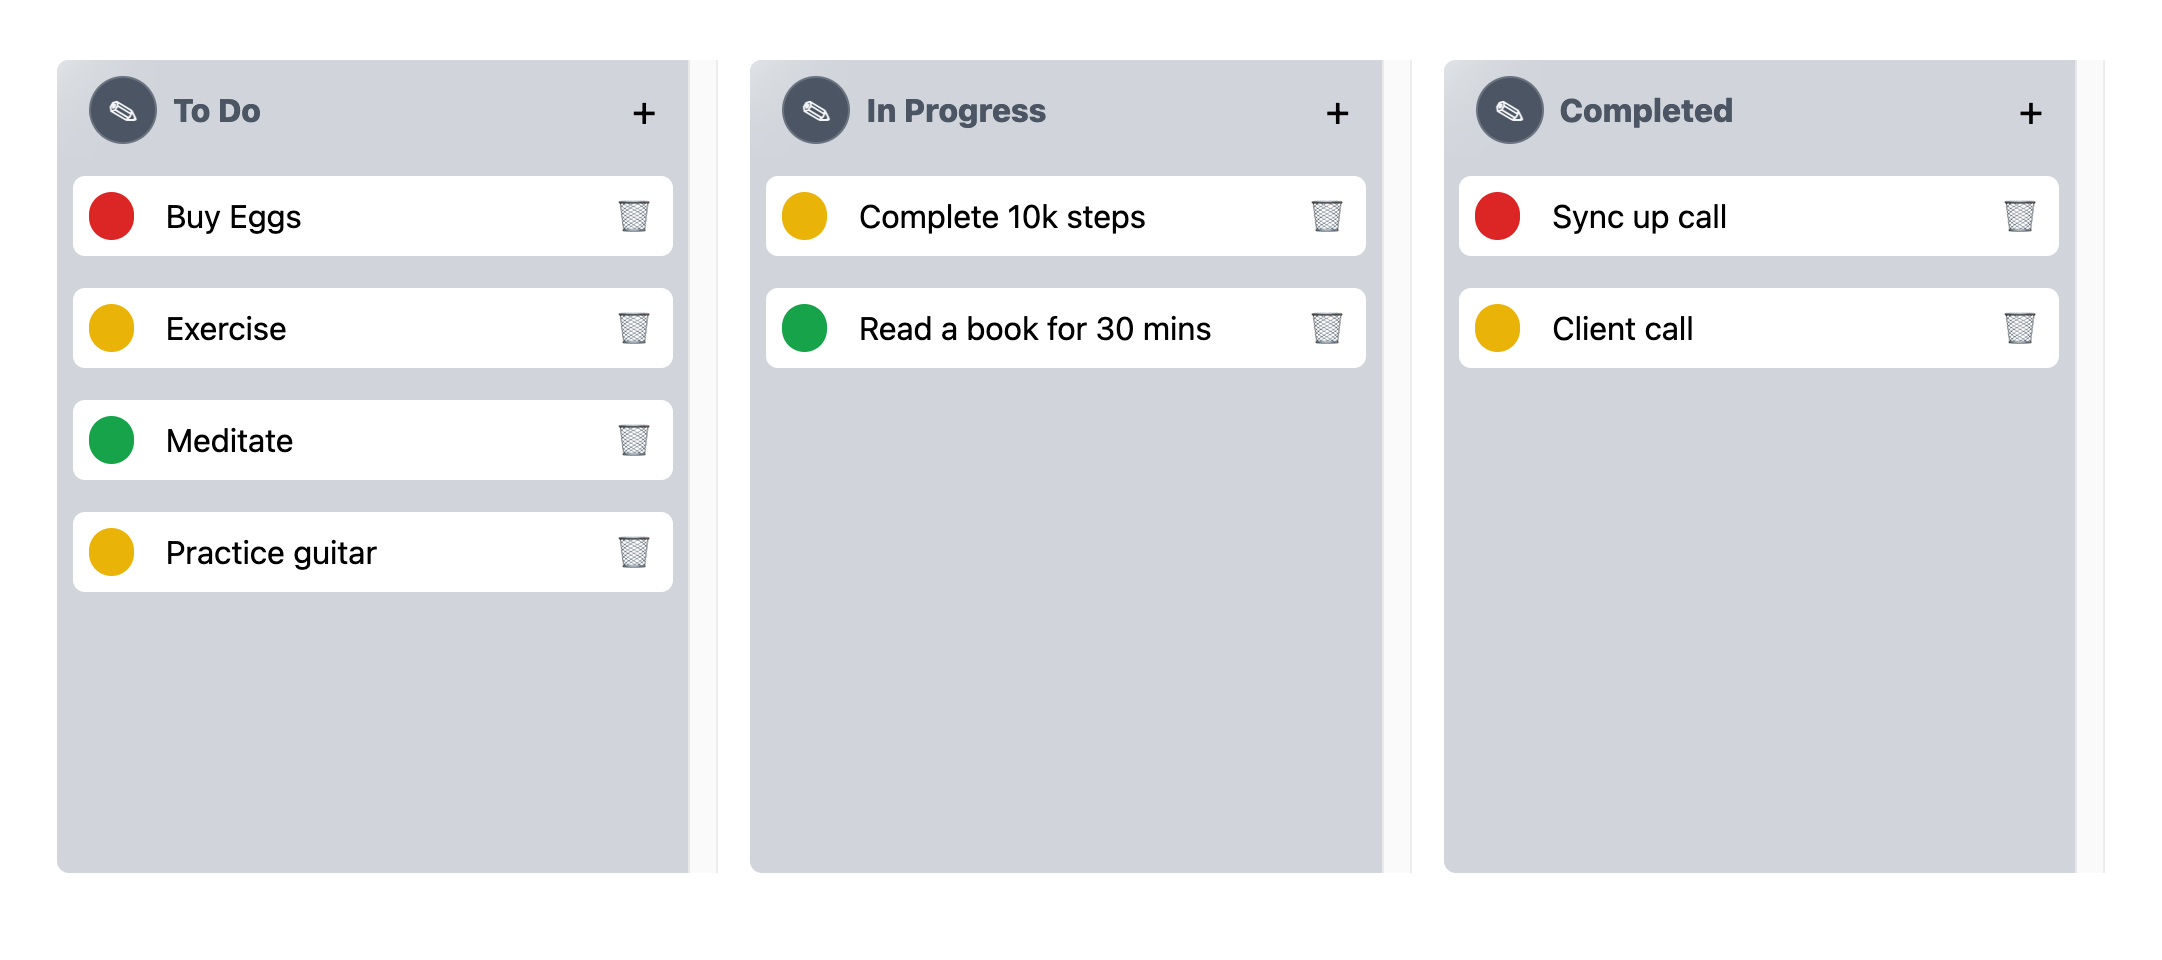 To Do
+
Buy Eggs
Exercise
Meditate
Practice guitar
In Progress
+
Complete 10k steps
Read a book for 30 mins
Completed
+
Sync up call
Client call